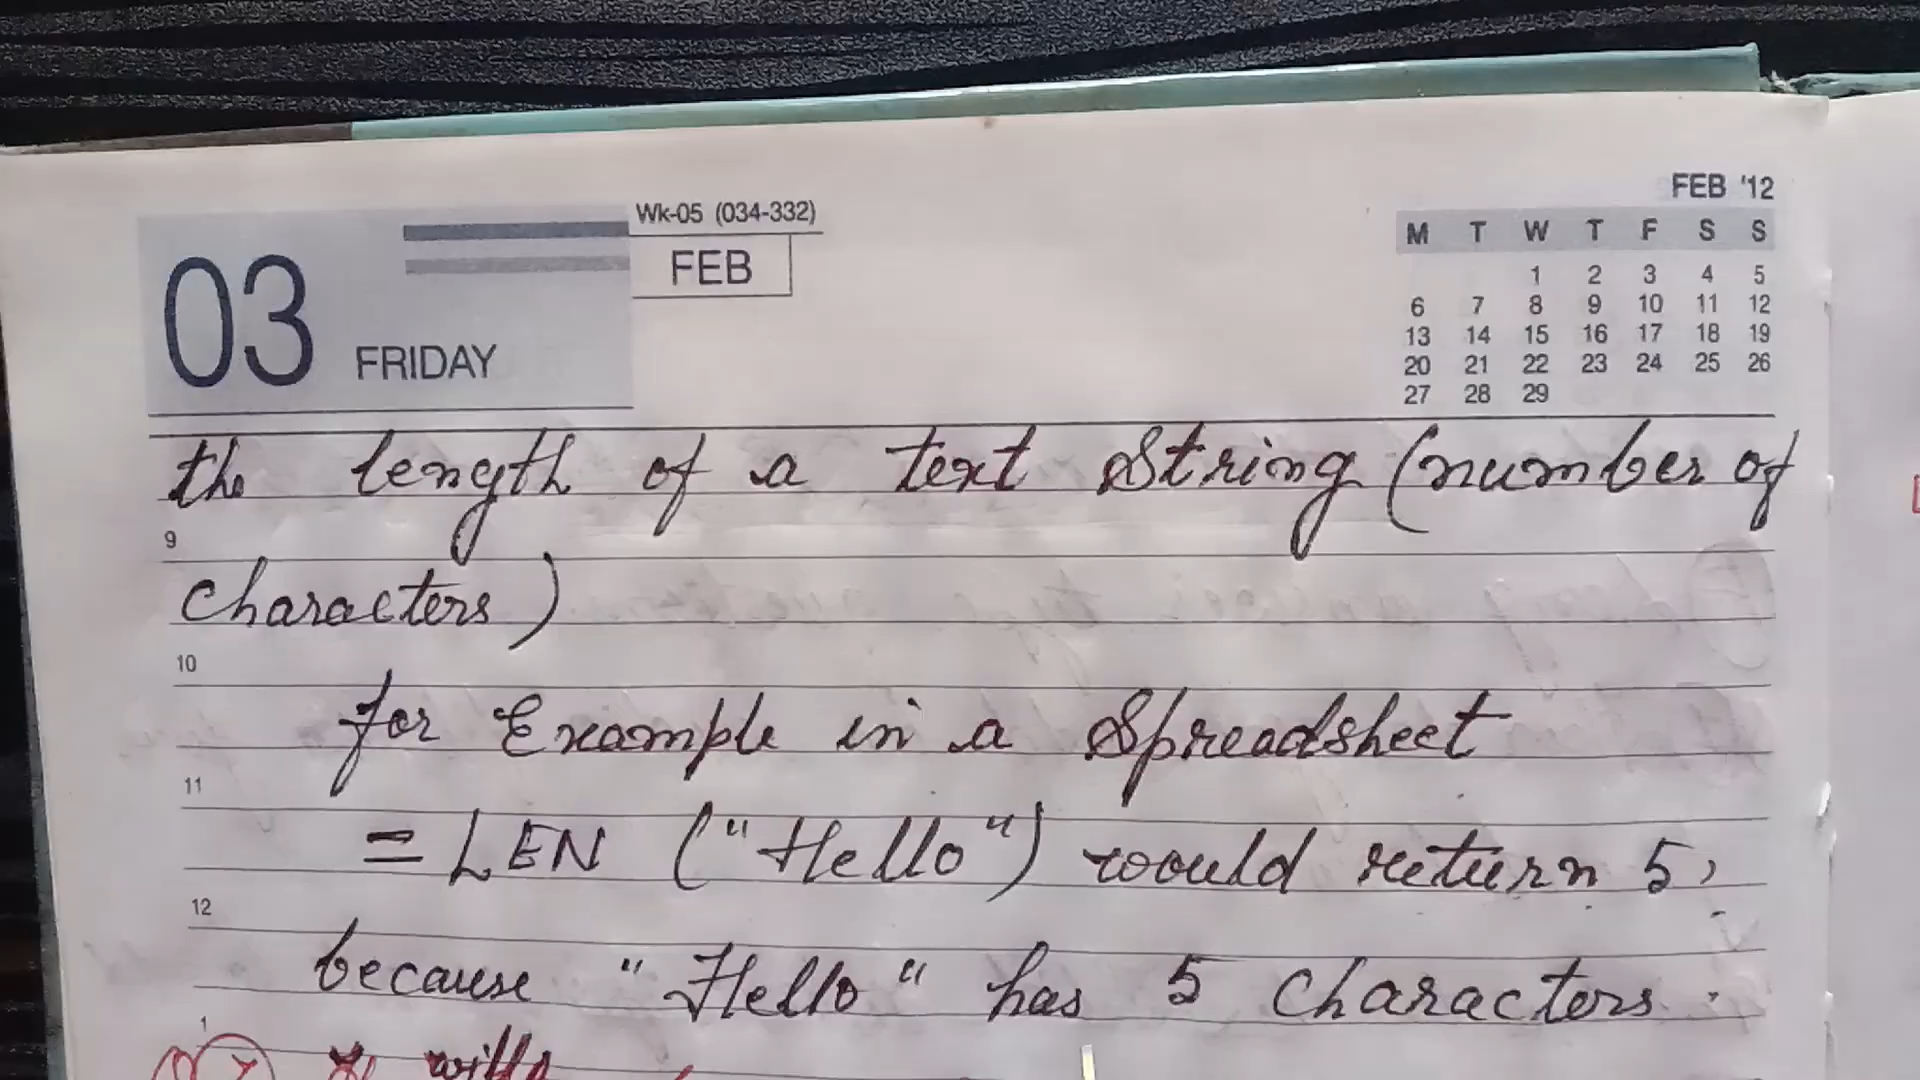 FEB '12
Wk-05 (034-332)
FEB
03
FRIDAY
M T W T F S S
1 2 3 4 5
6 7 8 9 10 11 12
13 14 15 16 17 18 19
20 21 22 23 24 25 26
27 28 29
the length of a text String (number of
9
Characters)
10
for Example in a Spreadsheet
11
= LEN ("Hello") would return 5,
12
because "Hello" has 5 Characters.
1